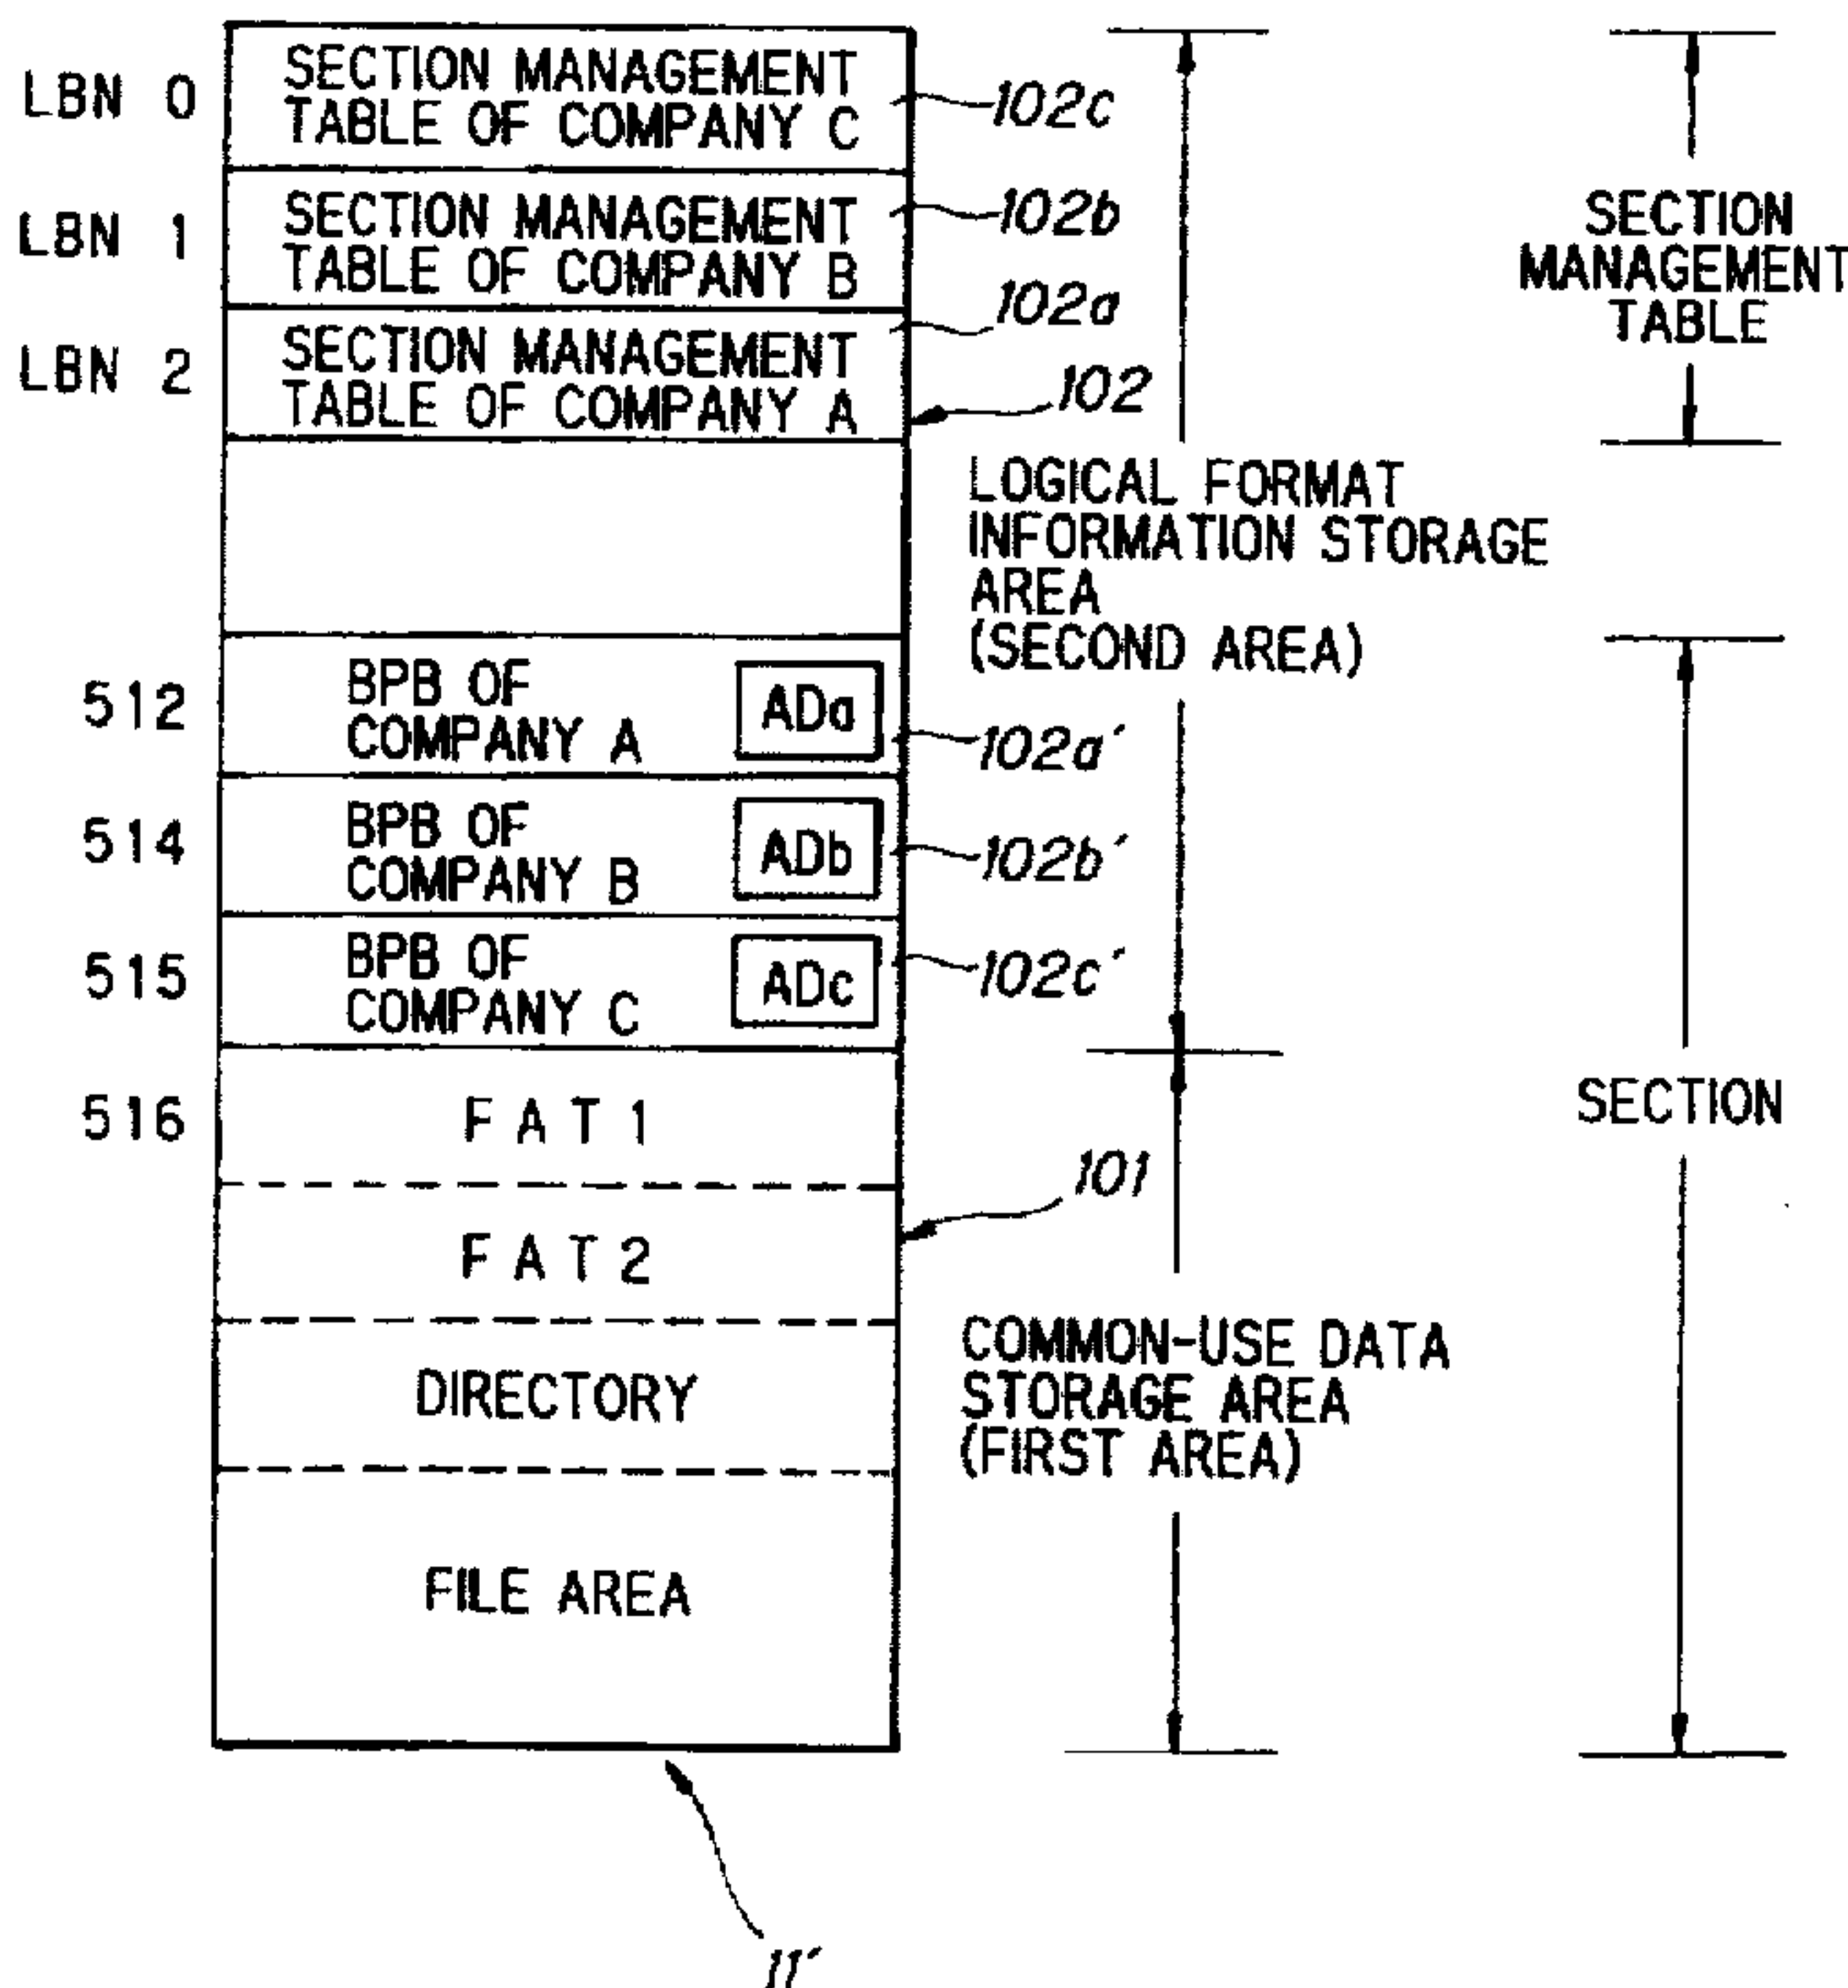 LBN 0
SECTION MANAGEMENT
TABLE OF COMPANY C
102c
LBN 1
SECTION MANAGEMENT
TABLE OF COMPANY B
102b
LBN 2
SECTION MANAGEMENT
TABLE OF COMPANY A
102a
102
SECTION
MANAGEMENT
TABLE
LOGICAL FORMAT
INFORMATION STORAGE
AREA
(SECOND AREA)
512
BPB OF
COMPANY A
ADa
102a'
514
BPB OF
COMPANY B
ADb
102b'
515
BPB OF
COMPANY C
ADc
102c'
516
FAT1
SECTION
101
FAT2
DIRECTORY
COMMON-USE DATA
STORAGE AREA
(FIRST AREA)
FILE AREA
11'